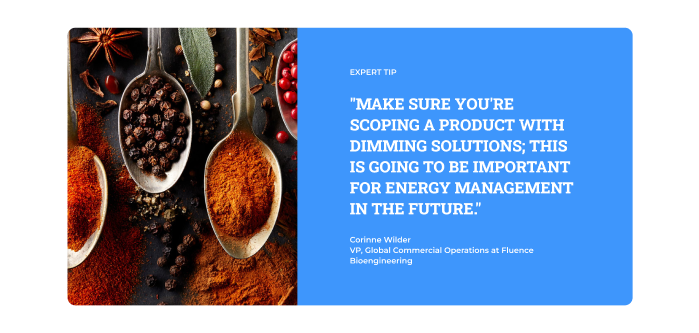 EXPERT TIP
"MAKE SURE YOU'RE
SCOPING A PRODUCT WITH
DIMMING SOLUTIONS; THIS
IS GOING TO BE IMPORTANT
FOR ENERGY MANAGEMENT
IN THE FUTURE."
Corinne Wilder
VP, Global Commercial Operations at Fluence
Bioengineering